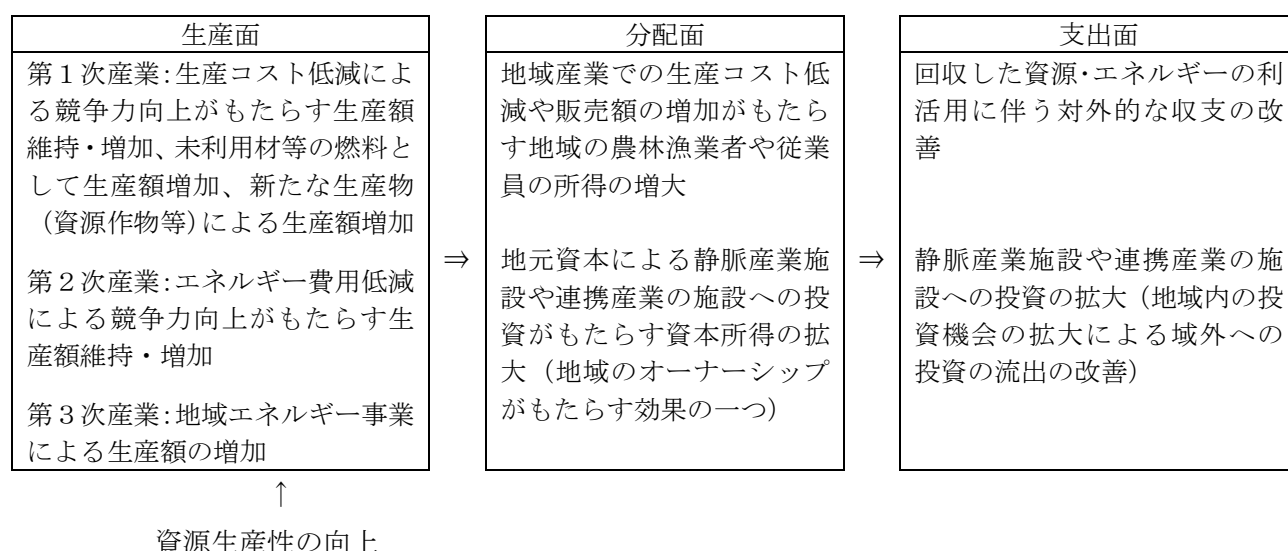 生産面
第１次産業:生産コスト低減によ
る競争力向上がもたらす生産額
維持・増加、未利用材等の燃料と
して生産額増加、新たな生産物
（資源作物等）による生産額増加
第２次産業:エネルギー費用低減
による競争力向上がもたらす生
産額維持・増加
第３次産業:地域エネルギー事業
による生産額の増加
⇒
分配面
地域産業での生産コスト低
減や販売額の増加がもたら
す地域の農林漁業者や従業
員の所得の増大
地元資本による静脈産業施
設や連携産業の施設への投
資がもたらす資本所得の拡
大（地域のオーナーシップ
がもたらす効果の一つ）
⇒
支出面
回収した資源・エネルギーの利
活用に伴う対外的な収支の改
善
静脈産業施設や連携産業の施
設への投資の拡大（地域内の投
資機会の拡大による域外への
投資の流出の改善）
↑
資源生産性の向上